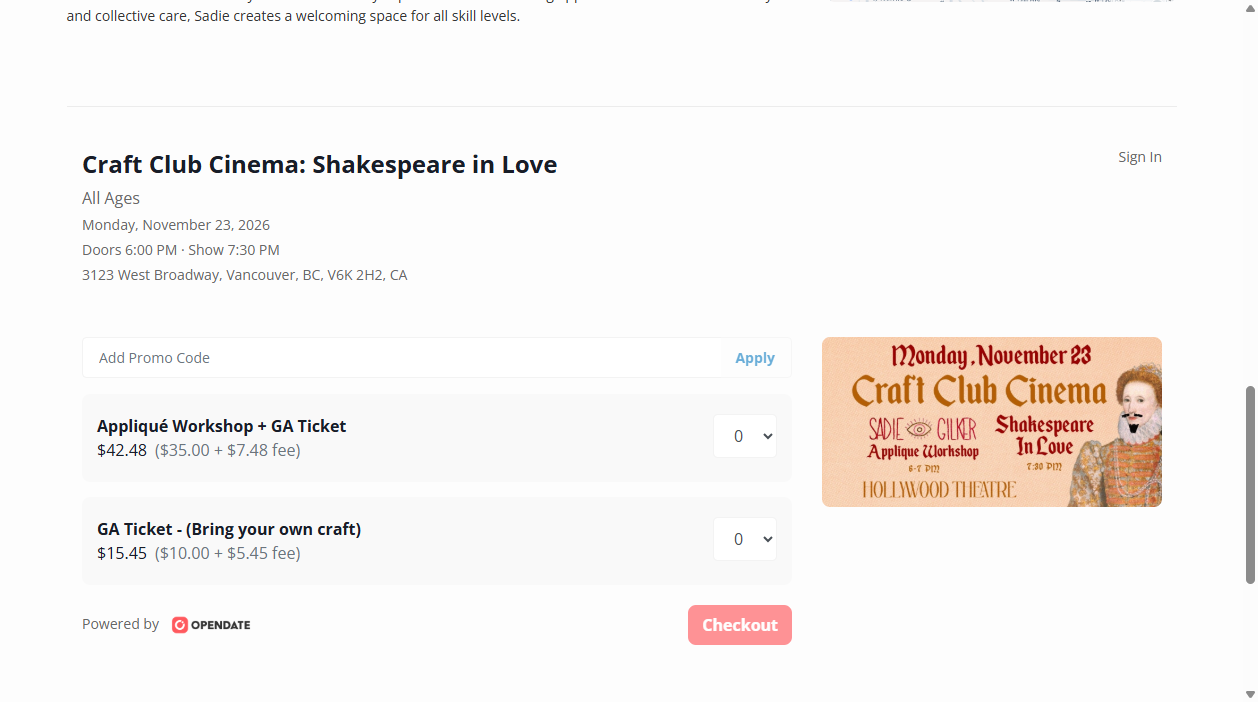 and collective care, Sadie creates a welcoming space for all skill levels.
Craft Club Cinema: Shakespeare in Love
Sign In
All Ages
Monday, November 23, 2026
Doors 6:00 PM · Show 7:30 PM
3123 West Broadway, Vancouver, BC, V6K 2H2, CA
Add Promo Code
Apply
Appliqué Workshop + GA Ticket
$42.48 ($35.00 + $7.48 fee)
0
GA Ticket - (Bring your own craft)
$15.45 ($10.00 + $5.45 fee)
0
Powered by OPENDATE
Checkout
Monday, November 23
Craft Club Cinema
SADIE GILKER
Applique Workshop
6-7 PM
Shakespeare
In Love
7:30 PM
HOLLYWOOD THEATRE